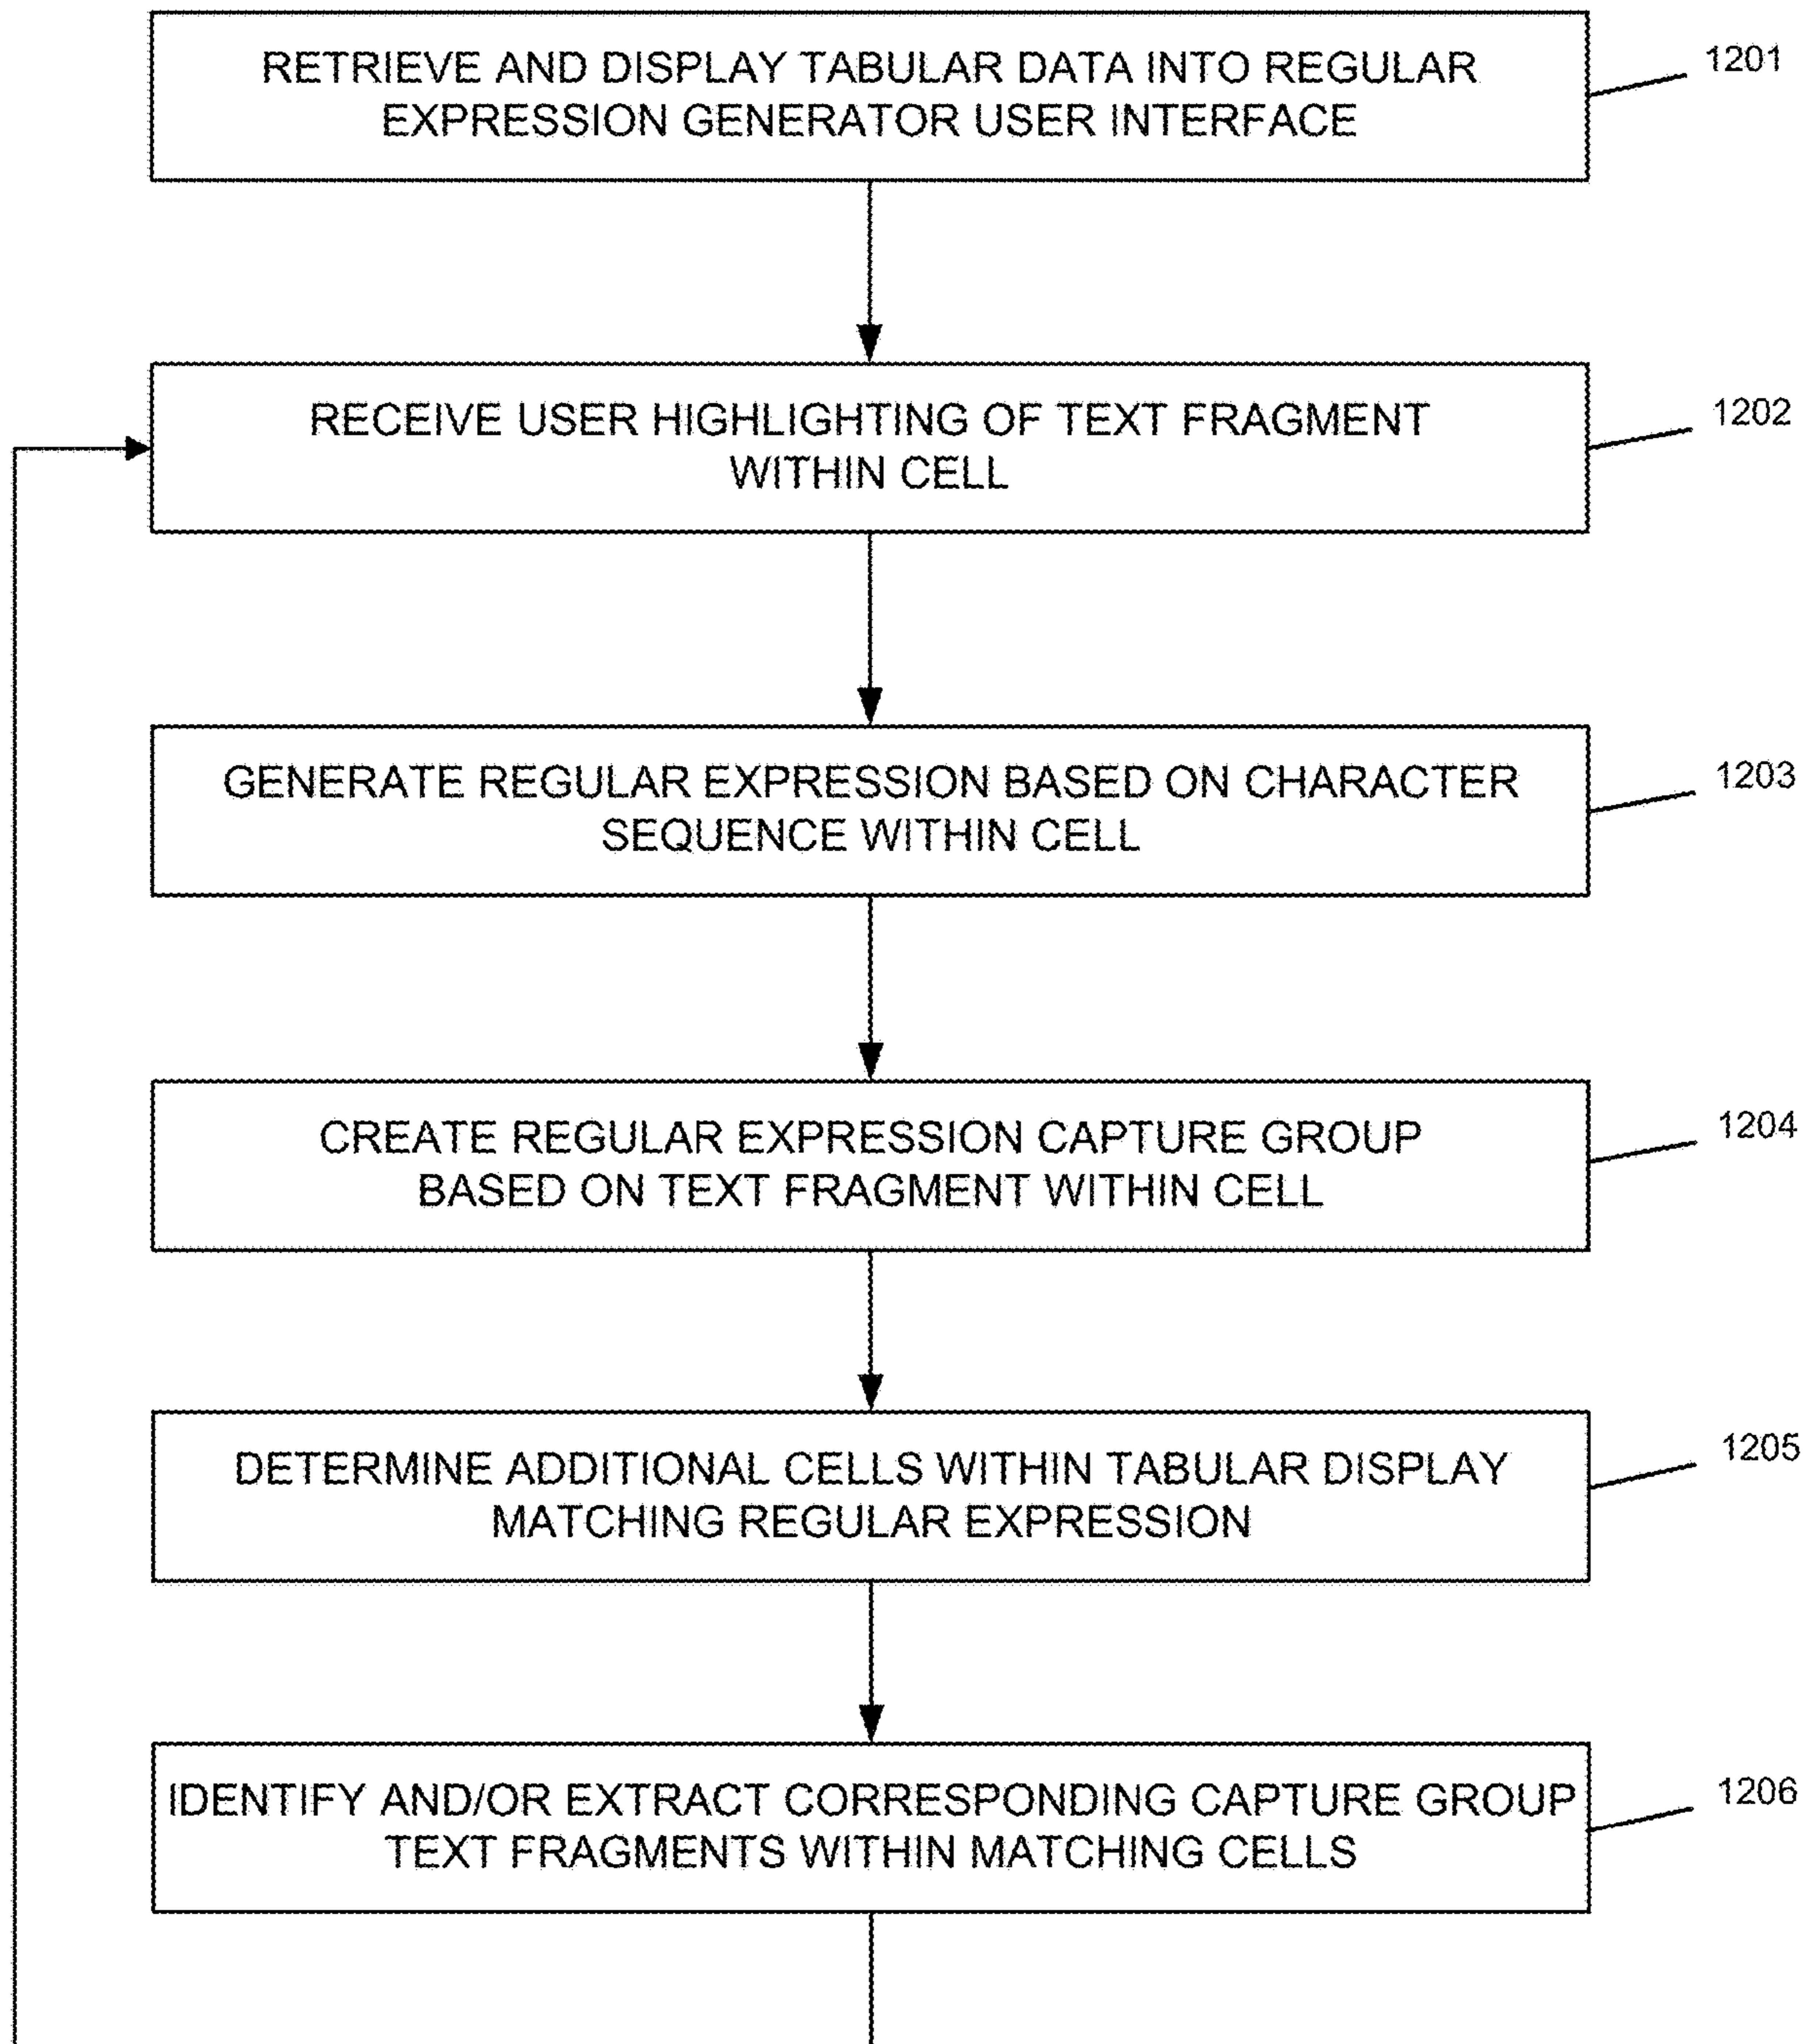 RETRIEVE AND DISPLAY TABULAR DATA INTO REGULAR
EXPRESSION GENERATOR USER INTERFACE
1201
RECEIVE USER HIGHLIGHTING OF TEXT FRAGMENT
WITHIN CELL
1202
GENERATE REGULAR EXPRESSION BASED ON CHARACTER
SEQUENCE WITHIN CELL
1203
CREATE REGULAR EXPRESSION CAPTURE GROUP
BASED ON TEXT FRAGMENT WITHIN CELL
1204
DETERMINE ADDITIONAL CELLS WITHIN TABULAR DISPLAY
MATCHING REGULAR EXPRESSION
1205
IDENTIFY AND/OR EXTRACT CORRESPONDING CAPTURE GROUP
TEXT FRAGMENTS WITHIN MATCHING CELLS
1206